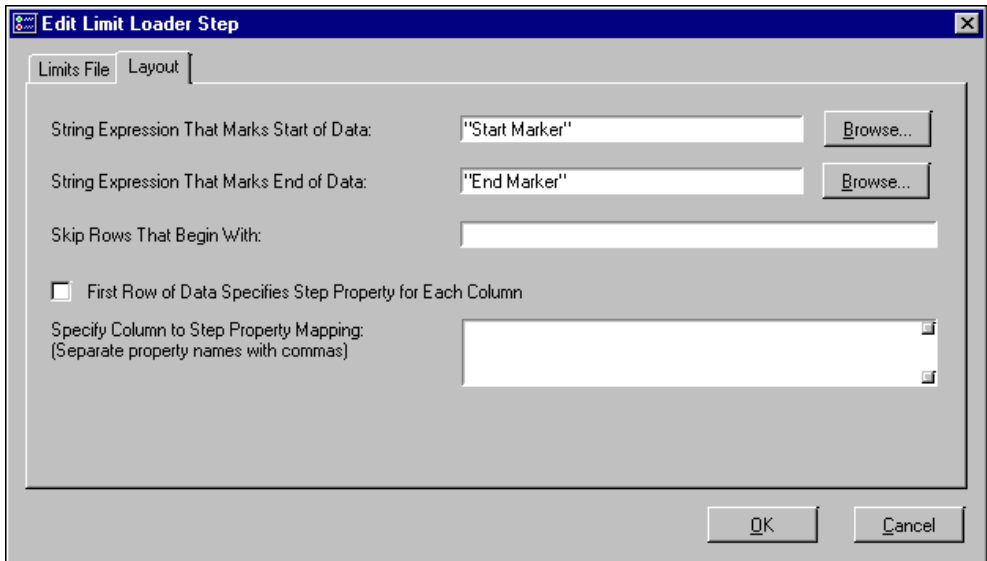 Edit Limit Loader Step
Limits File Layout
String Expression That Marks Start of Data: "Start Marker" Browse...
String Expression That Marks End of Data: "End Marker" Browse...
Skip Rows That Begin With:
First Row of Data Specifies Step Property for Each Column
Specify Column to Step Property Mapping:
(Separate property names with commas)
OK Cancel